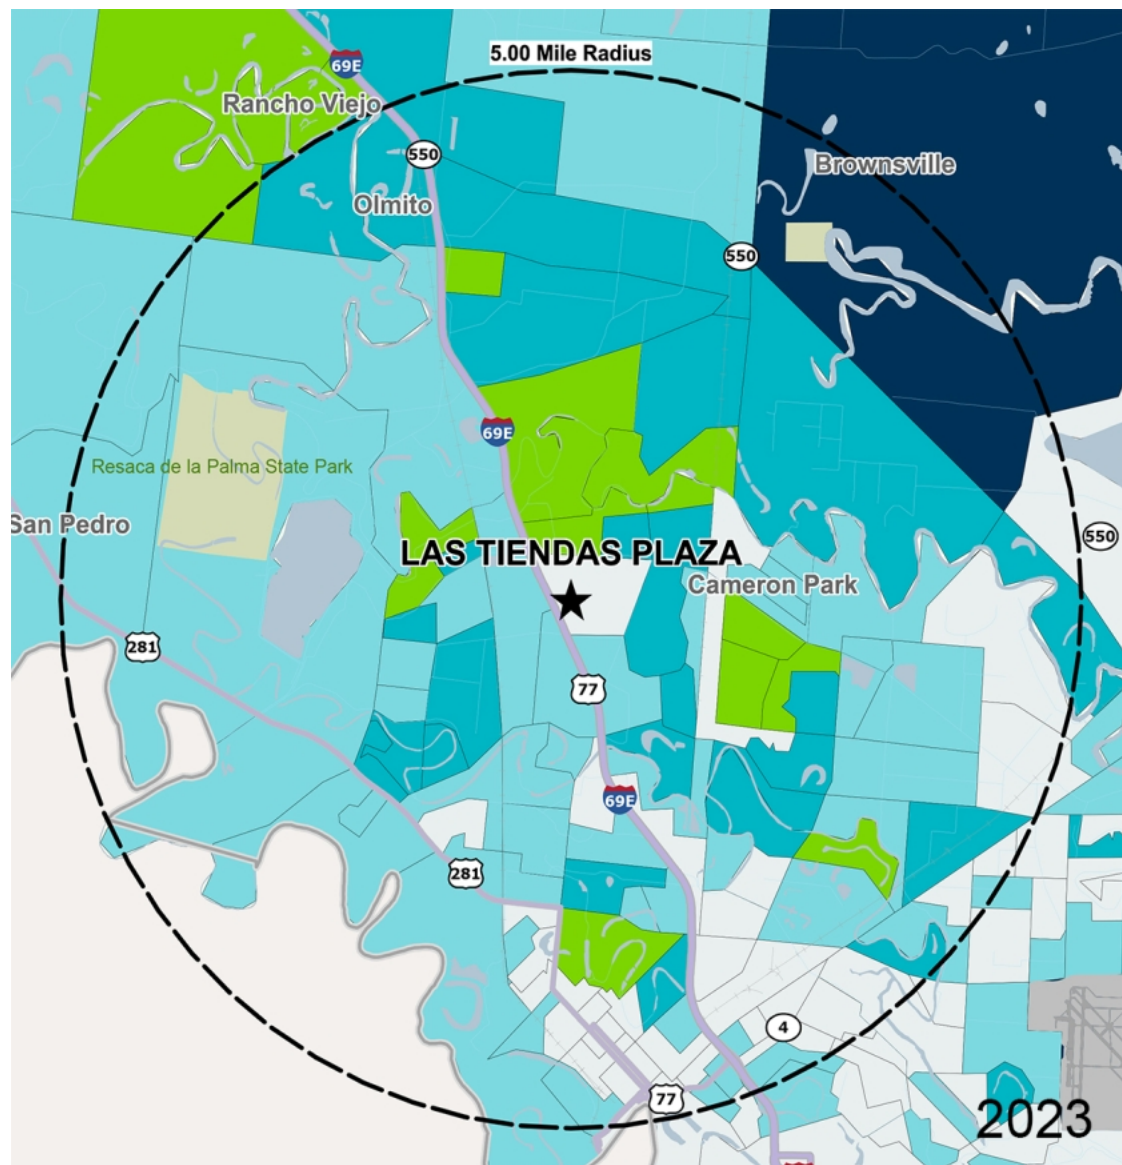 5.00 Mile Radius
69E
Rancho Viejo
550
Brownsville
Olmito
550
69E
Resaca de la Palma State Park
San Pedro
550
LAS TIENDAS PLAZA
Cameron Park
281
77
69E
281
4
77
2023